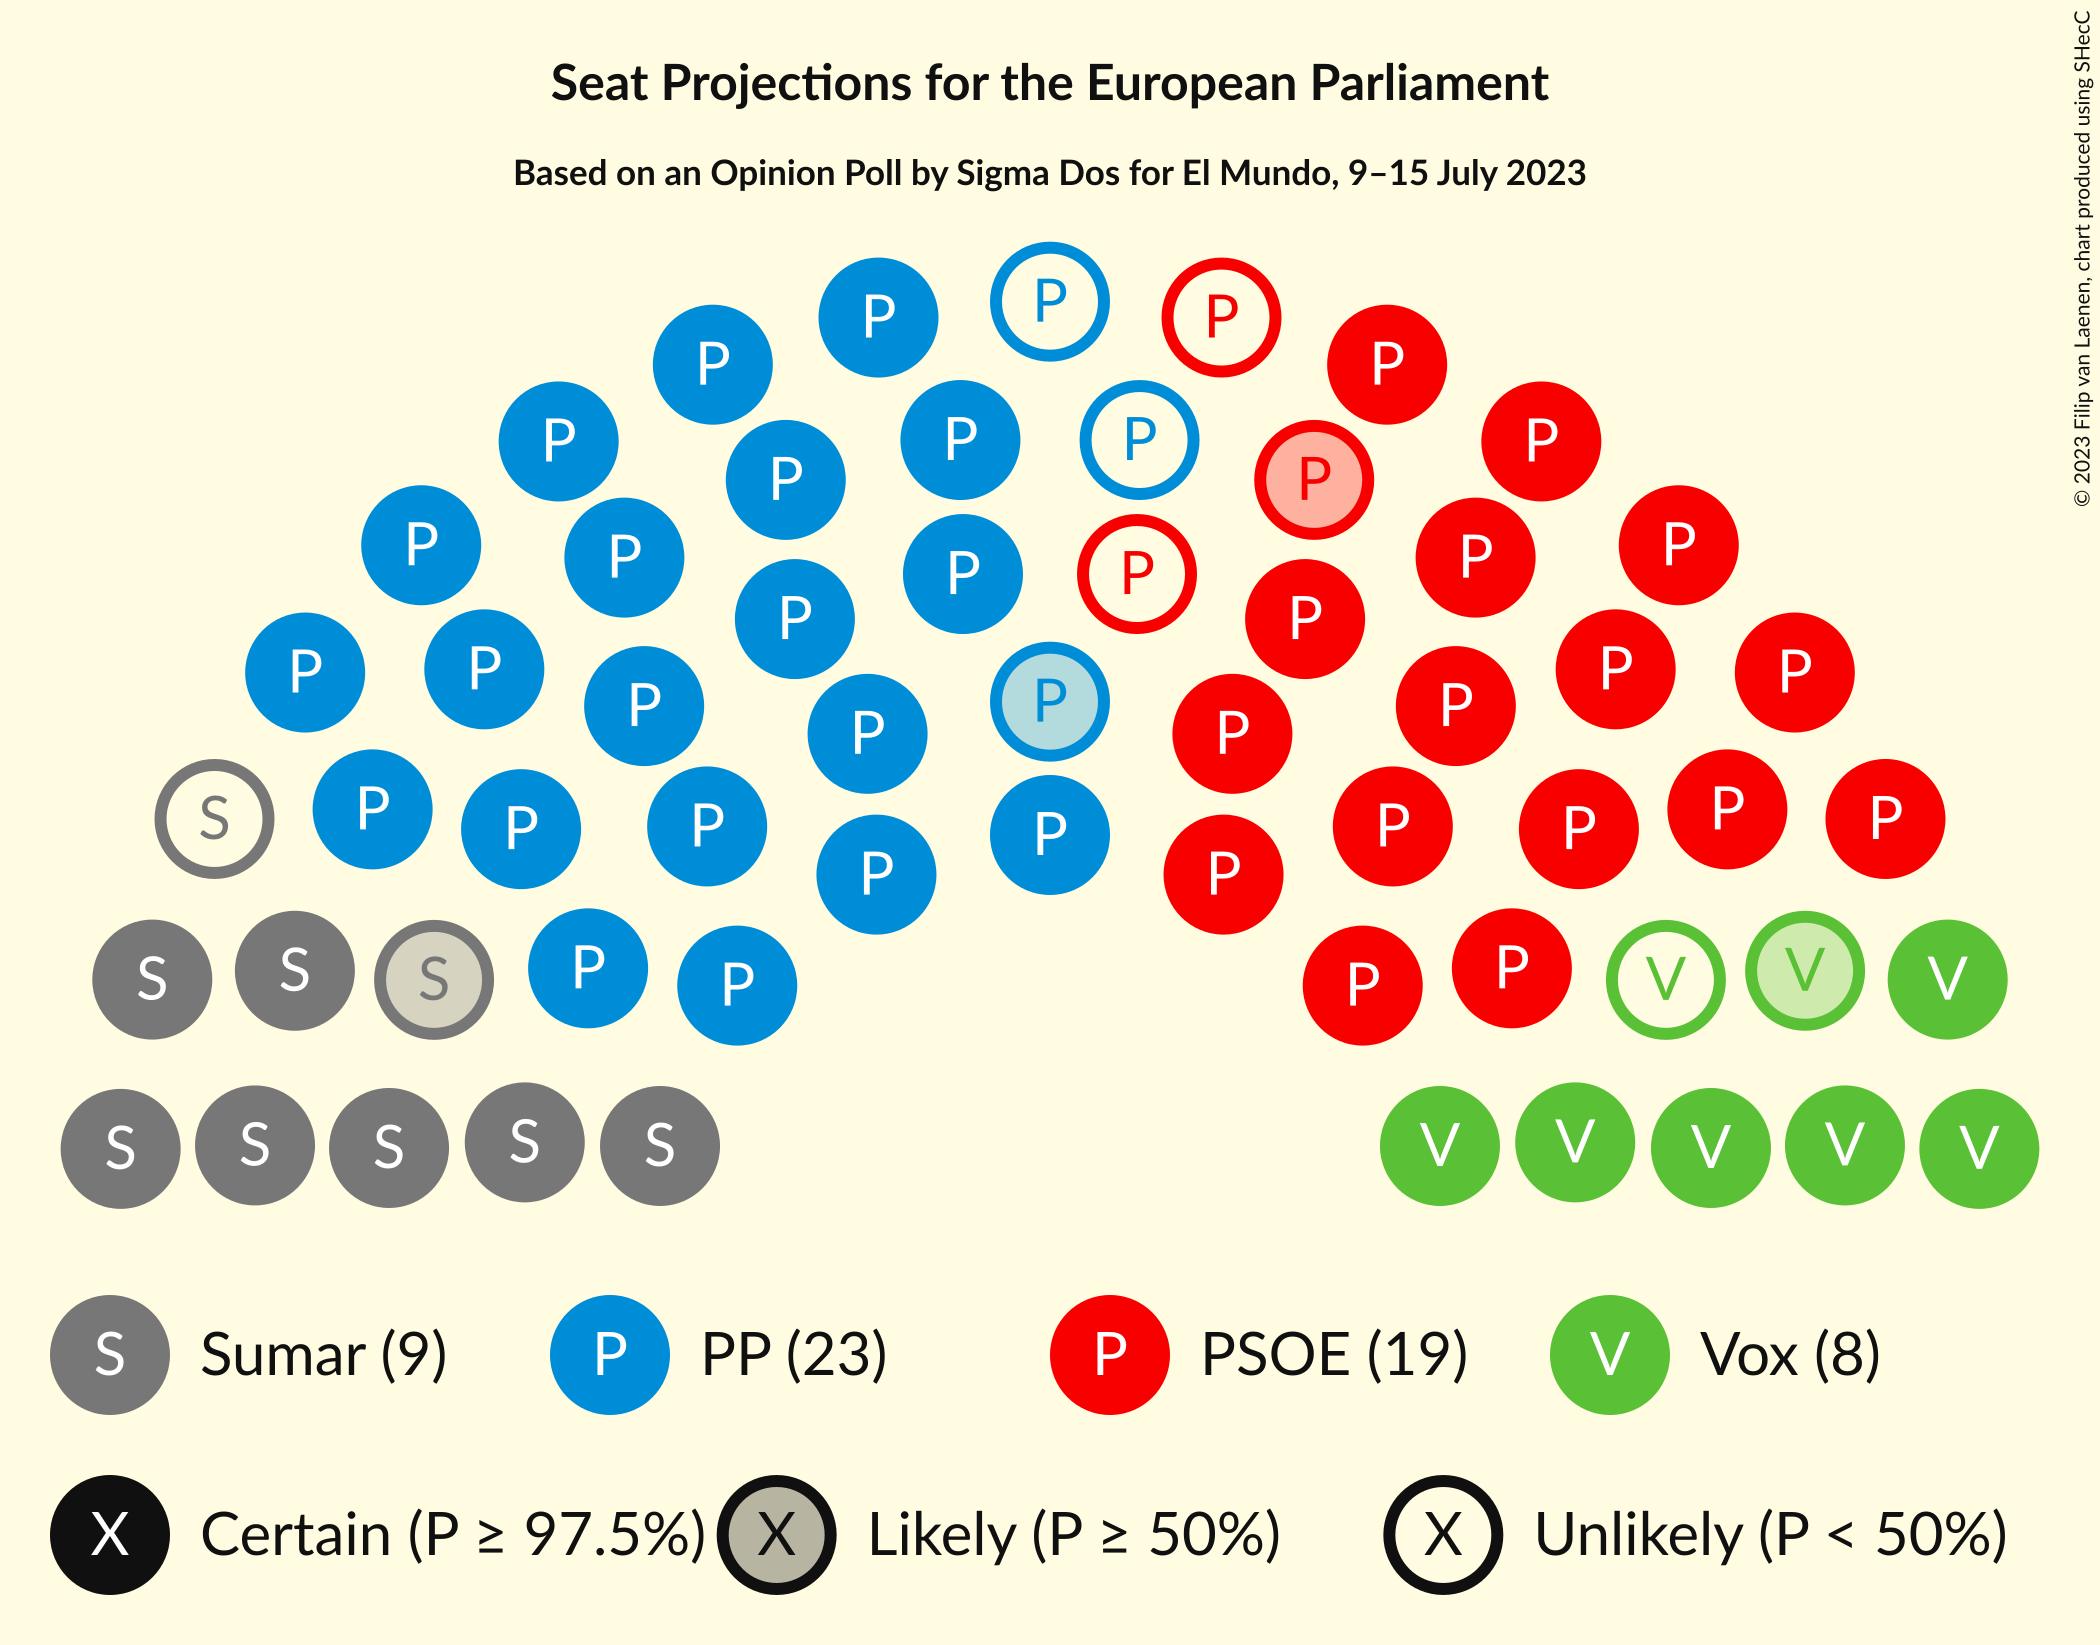 © 2023 Filip van Laenen, chart produced using SHecC
Seat Projections for the European Parliament
Based on an Opinion Poll by Sigma Dos for El Mundo, 9–15 July 2023
P
P P
P P
P P P P
P P
P P P P
P P
P P
P P P P
P P P
P P
S P P P P P P P P
P P
S S S P P P P V V V
S S S S S V V V V V
S Sumar (9) P PP (23) P PSOE (19) V Vox (8)
X Certain (P ≥ 97.5%) X Likely (P ≥ 50%) X Unlikely (P < 50%)